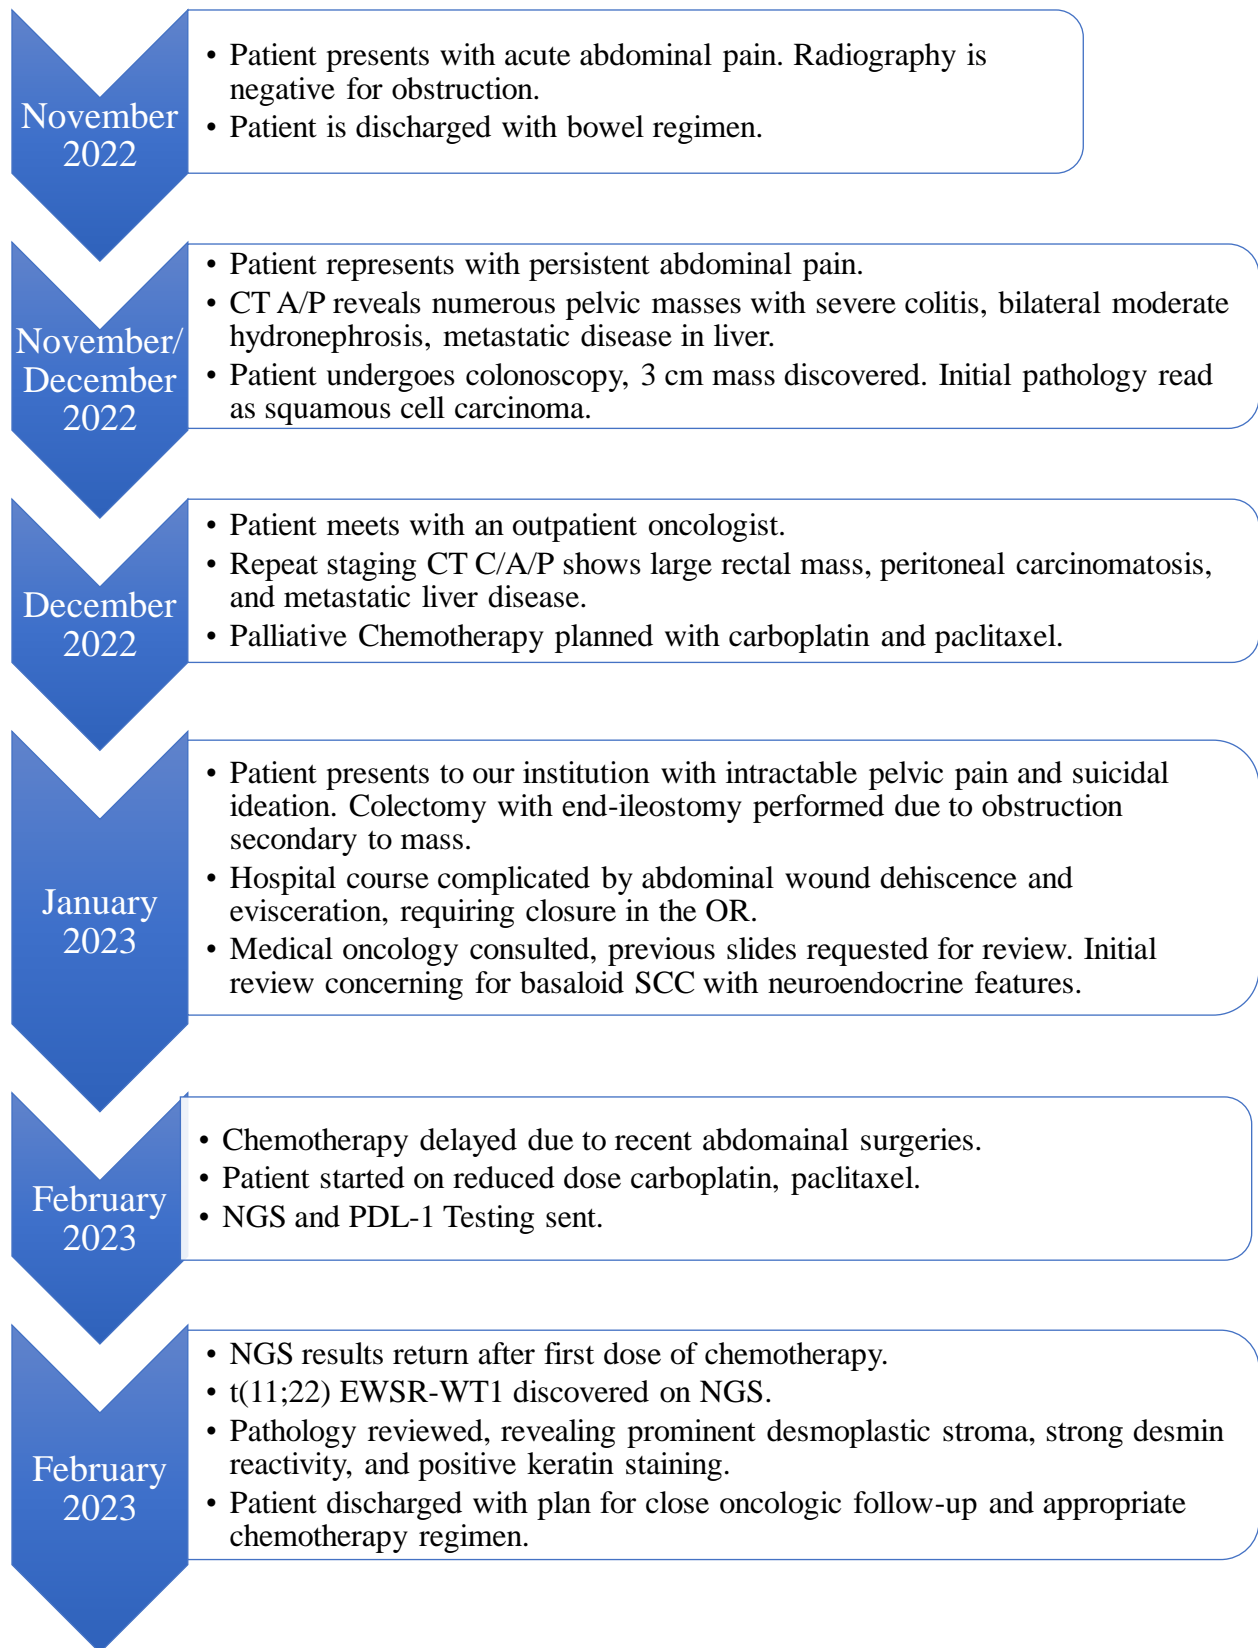 November
2022
• Patient presents with acute abdominal pain. Radiography is
negative for obstruction.
• Patient is discharged with bowel regimen.
November/
December
2022
• Patient represents with persistent abdominal pain.
• CT A/P reveals numerous pelvic masses with severe colitis, bilateral moderate
hydronephrosis, metastatic disease in liver.
• Patient undergoes colonoscopy, 3 cm mass discovered. Initial pathology read
as squamous cell carcinoma.
December
2022
• Patient meets with an outpatient oncologist.
• Repeat staging CT C/A/P shows large rectal mass, peritoneal carcinomatosis,
and metastatic liver disease.
• Palliative Chemotherapy planned with carboplatin and paclitaxel.
January
2023
• Patient presents to our institution with intractable pelvic pain and suicidal
ideation. Colectomy with end-ileostomy performed due to obstruction
secondary to mass.
• Hospital course complicated by abdominal wound dehiscence and
evisceration, requiring closure in the OR.
• Medical oncology consulted, previous slides requested for review. Initial
review concerning for basaloid SCC with neuroendocrine features.
February
2023
• Chemotherapy delayed due to recent abdomainal surgeries.
• Patient started on reduced dose carboplatin, paclitaxel.
• NGS and PDL-1 Testing sent.
February
2023
• NGS results return after first dose of chemotherapy.
• t(11;22) EWSR-WT1 discovered on NGS.
• Pathology reviewed, revealing prominent desmoplastic stroma, strong desmin
reactivity, and positive keratin staining.
• Patient discharged with plan for close oncologic follow-up and appropriate
chemotherapy regimen.